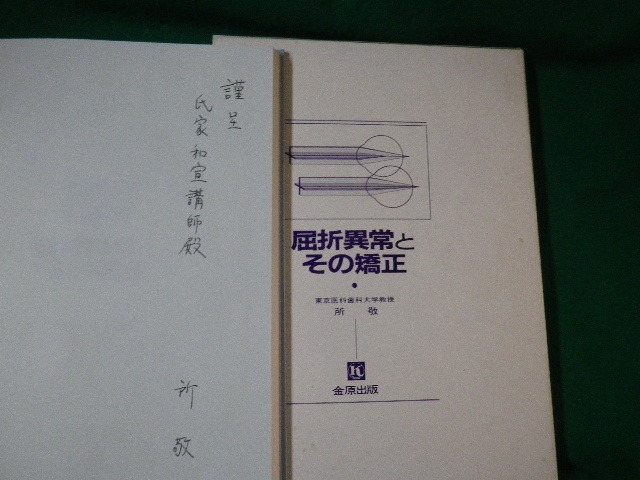 謹呈
氏家和宣講師殿
所敬
屈折異常と
その矯正
・
東京医科歯科大学教授
所 敬
K
金原出版